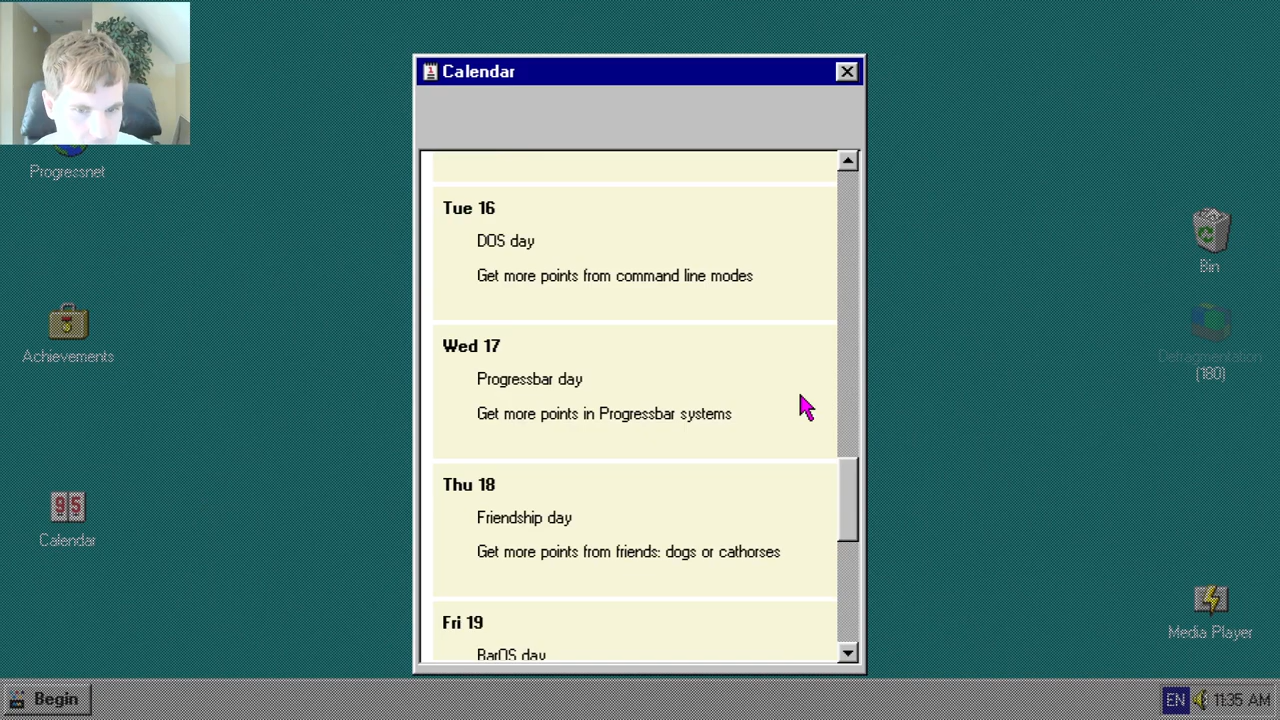 Calendar
Progressnet
Tue 16
DOS day
Get more points from command line modes
Bin
Achievements
Wed 17
Defragmentation
(180)
Progressbar day
Get more points in Progressbar systems
Thu 18
95
Friendship day
Calendar
Get more points from friends: dogs or cathorses
Fri 19
Media Player
BarOS day
Begin
EN
11:35 AM